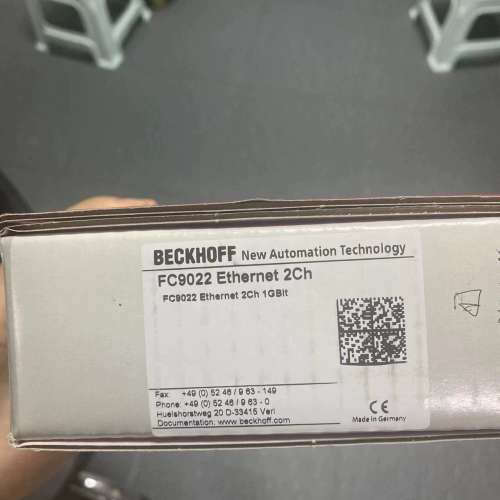 BECKHOFF New Automation Technology
FC9022 Ethernet 2Ch
FC9022 Ethernet 2Ch 1GBit
Fax: +49 (0) 52 46 / 9 63 - 149
Phone: +49 (0) 52 46 / 9 63 - 0
Huelshorstweg 20 D-33415 Verl
Documentation: www.beckhoff.com
CE
Made in Germany